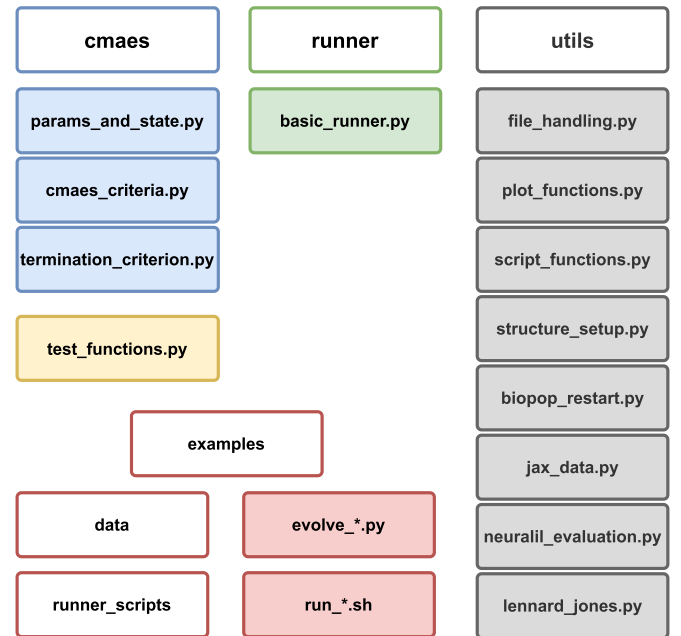 cmaes
params_and_state.py
cmaes_criteria.py
termination_criterion.py
test_functions.py
runner
basic_runner.py
utils
file_handling.py
plot_functions.py
script_functions.py
structure_setup.py
biopop_restart.py
jax_data.py
neuralil_evaluation.py
lennard_jones.py
examples
data
evolve_*.py
runner_scripts
run_*.sh